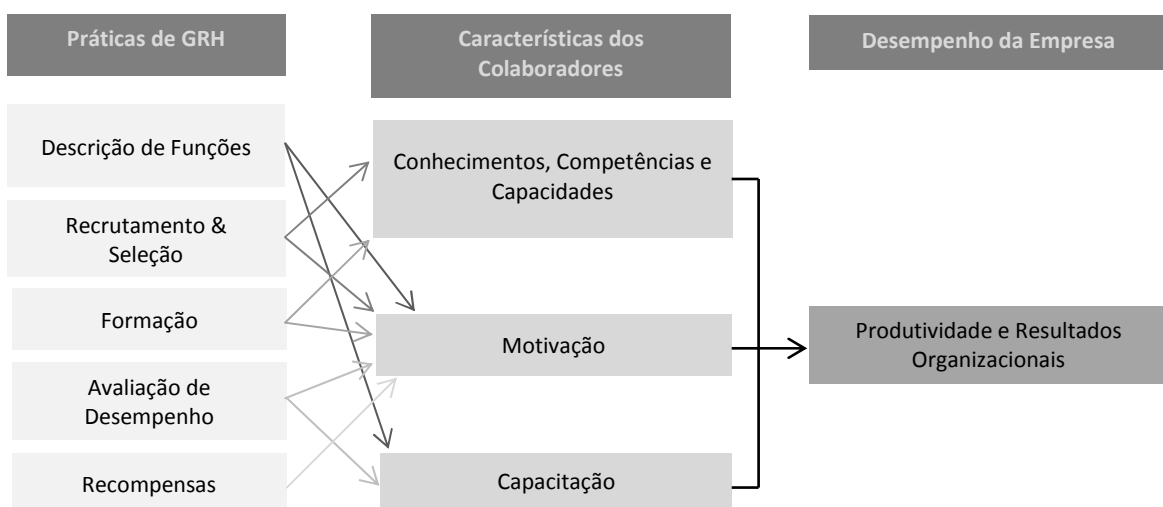 Práticas de GRH
Características dos
Colaboradores
Desempenho da Empresa
Descrição de Funções
Recrutamento &
Seleção
Formação
Avaliação de
Desempenho
Recompensas
Conhecimentos, Competências e
Capacidades
Motivação
Capacitação
Produtividade e Resultados
Organizacionais